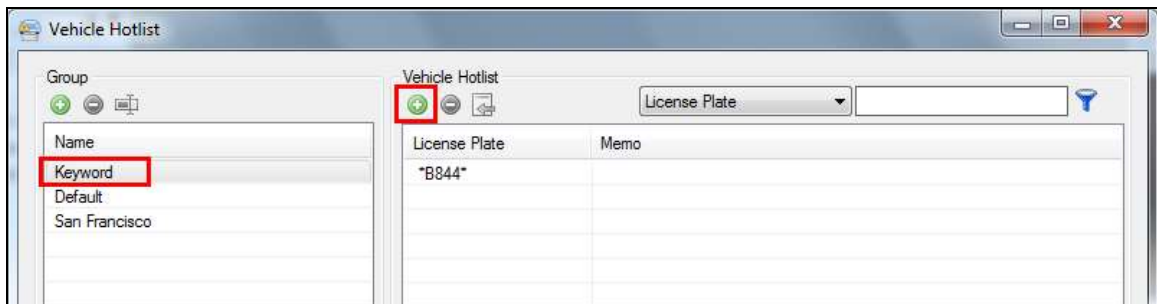 Vehicle Hotlist
Group
Name
Keyword
Default
San Francisco
Vehicle Hotlist
License Plate
License Plate Memo
*B844*